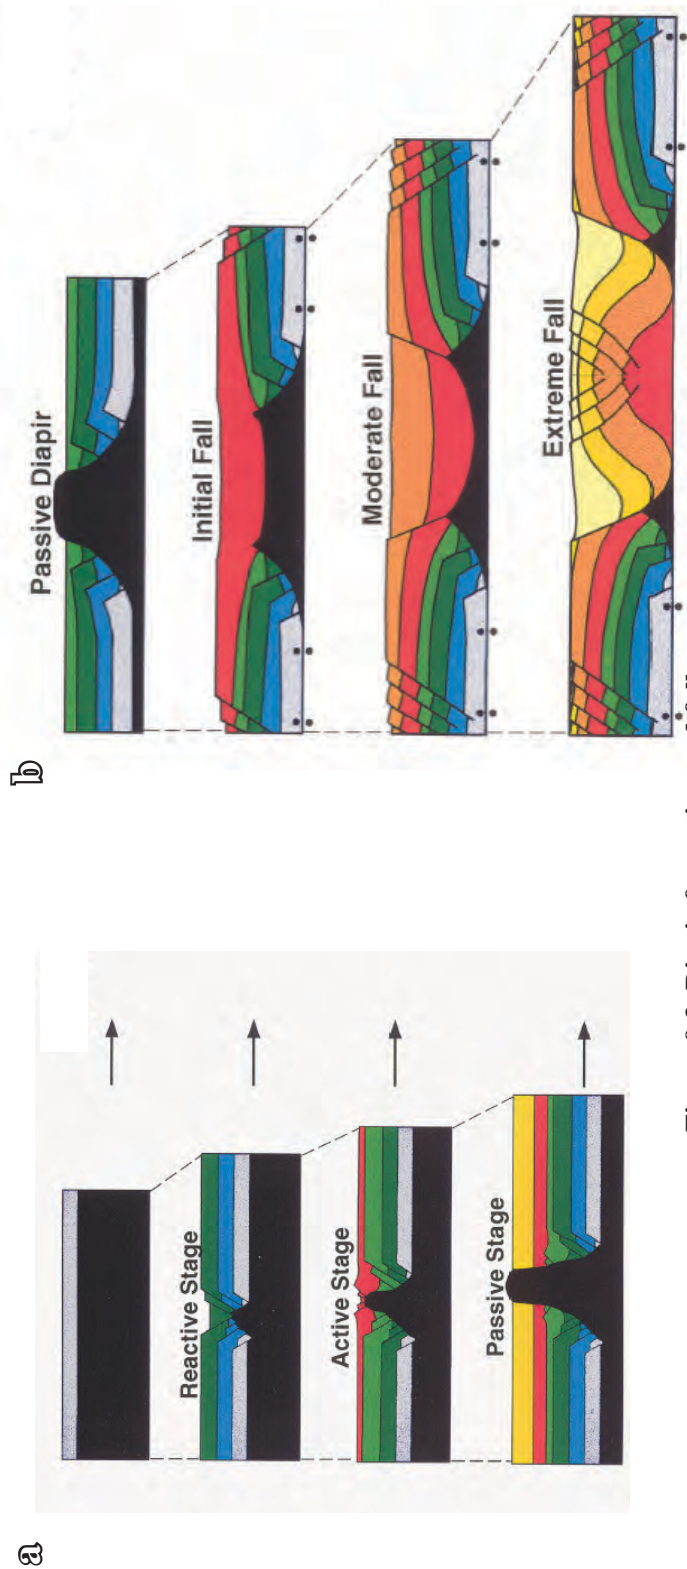 a
Reactive Stage
Active Stage
Passive Stage
b
Passive Diapir
Initial Fall
Moderate Fall
Extreme Fall